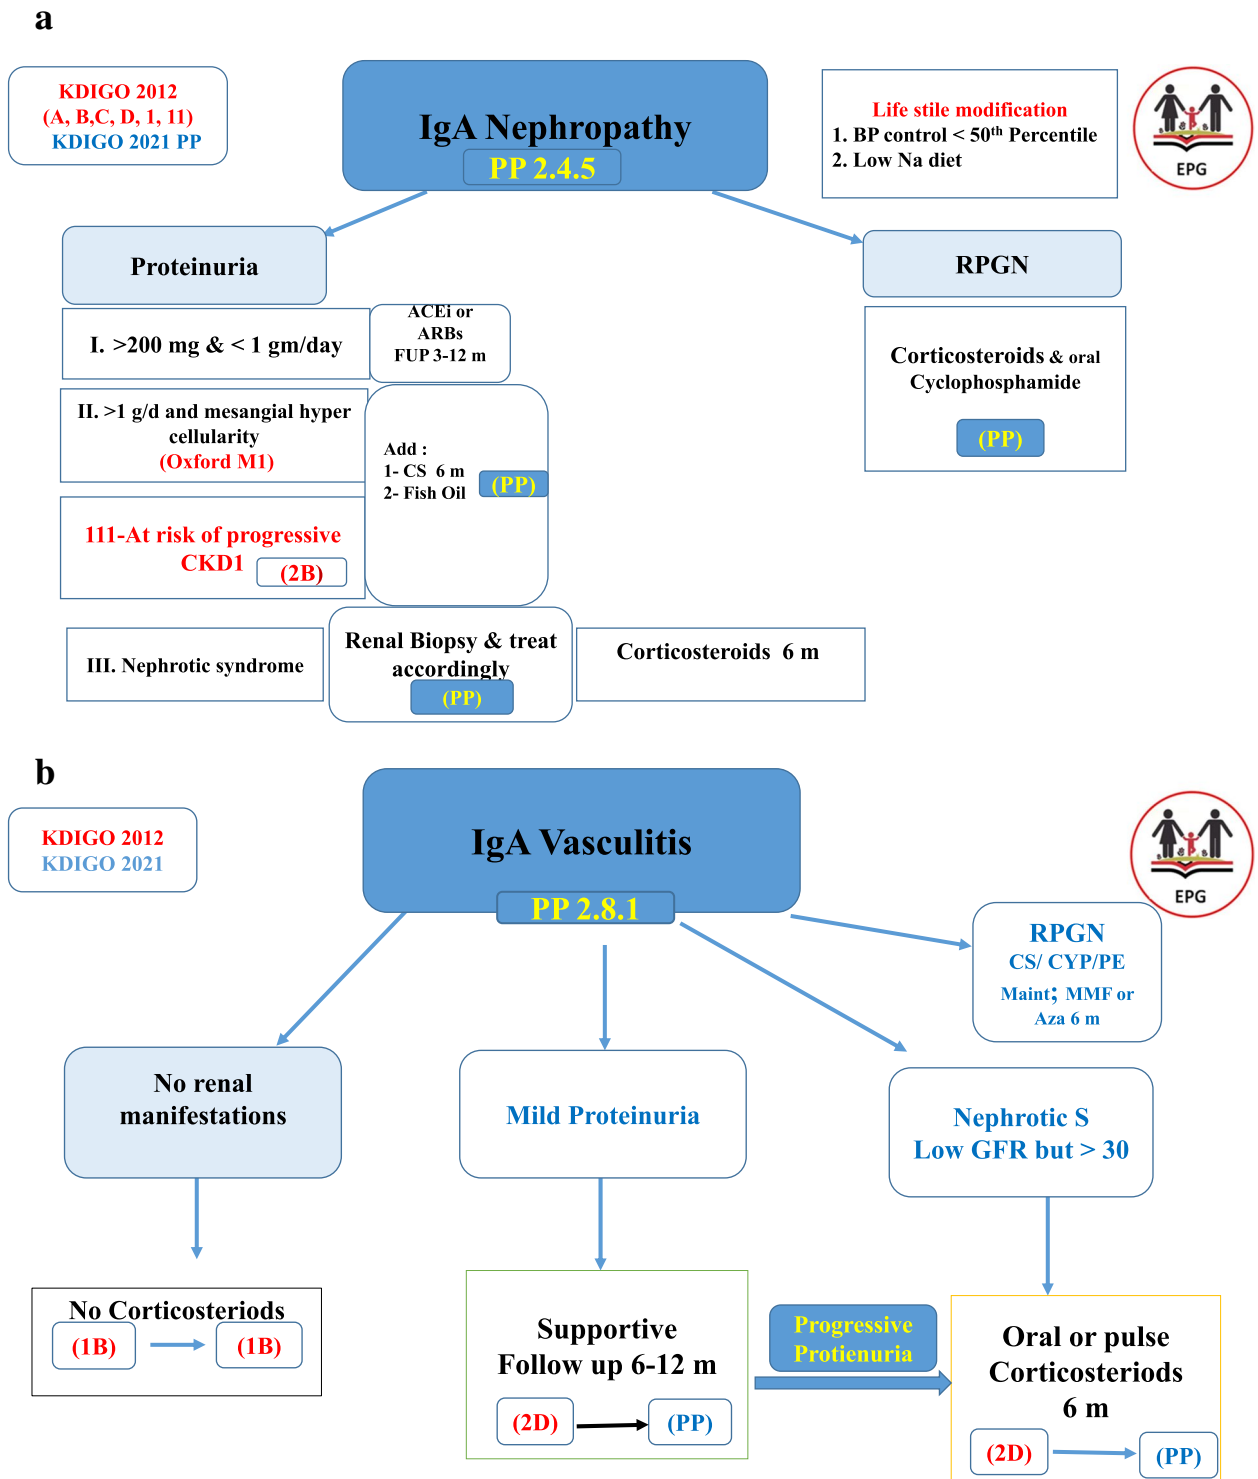 a
KDIGO 2012
(A, B,C, D, 1, 11)
KDIGO 2021 PP
IgA Nephropathy
PP 2.4.5
Life stile modification
1. BP control < 50th Percentile
2. Low Na diet
EPG
Proteinuria
RPGN
I. >200 mg & < 1 gm/day
ACEi or
ARBs
FUP 3-12 m
Corticosteroids & oral
Cyclophosphamide
(PP)
II. >1 g/d and mesangial hyper
cellularity
(Oxford M1)
Add :
1- CS 6 m
2- Fish Oil
(PP)
111-At risk of progressive
CKD1
(2B)
III. Nephrotic syndrome
Renal Biopsy & treat
accordingly
(PP)
Corticosteroids 6 m
b
KDIGO 2012
KDIGO 2021
IgA Vasculitis
PP 2.8.1
EPG
RPGN
CS/ CYP/PE
Maint; MMF or
Aza 6 m
No renal
manifestations
Mild Proteinuria
Nephrotic S
Low GFR but > 30
No Corticosteriods
(1B)
(1B)
Supportive
Follow up 6-12 m
(2D)
(PP)
Progressive
Protienuria
Oral or pulse
Corticosteriods
6 m
(2D)
(PP)